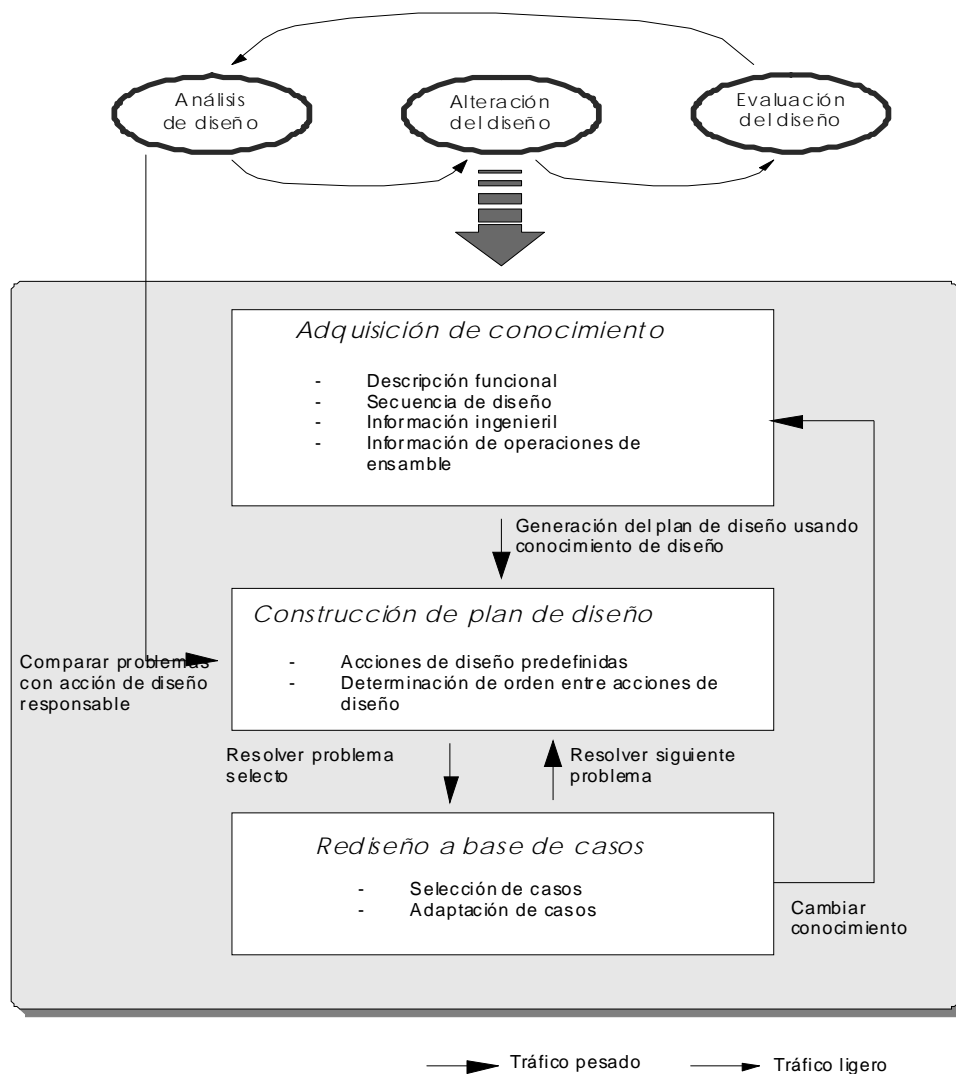 Análisis
de diseño
Alteración
del diseño
Evaluación
del diseño
Adquisición de conocimiento
- Descripción funcional
- Secuencia de diseño
- Información ingenieril
- Información de operaciones de
ensamble
Generación del plan de diseño usando
conocimiento de diseño
Construcción de plan de diseño
- Acciones de diseño predefinidas
- Determinación de orden entre acciones de
diseño
Comparar problemas
con acción de diseño
responsable
Resolver problema
selecto
Resolver siguiente
problema
Rediseño a base de casos
- Selección de casos
- Adaptación de casos
Cambiar
conocimiento
Tráfico pesado
Tráfico ligero